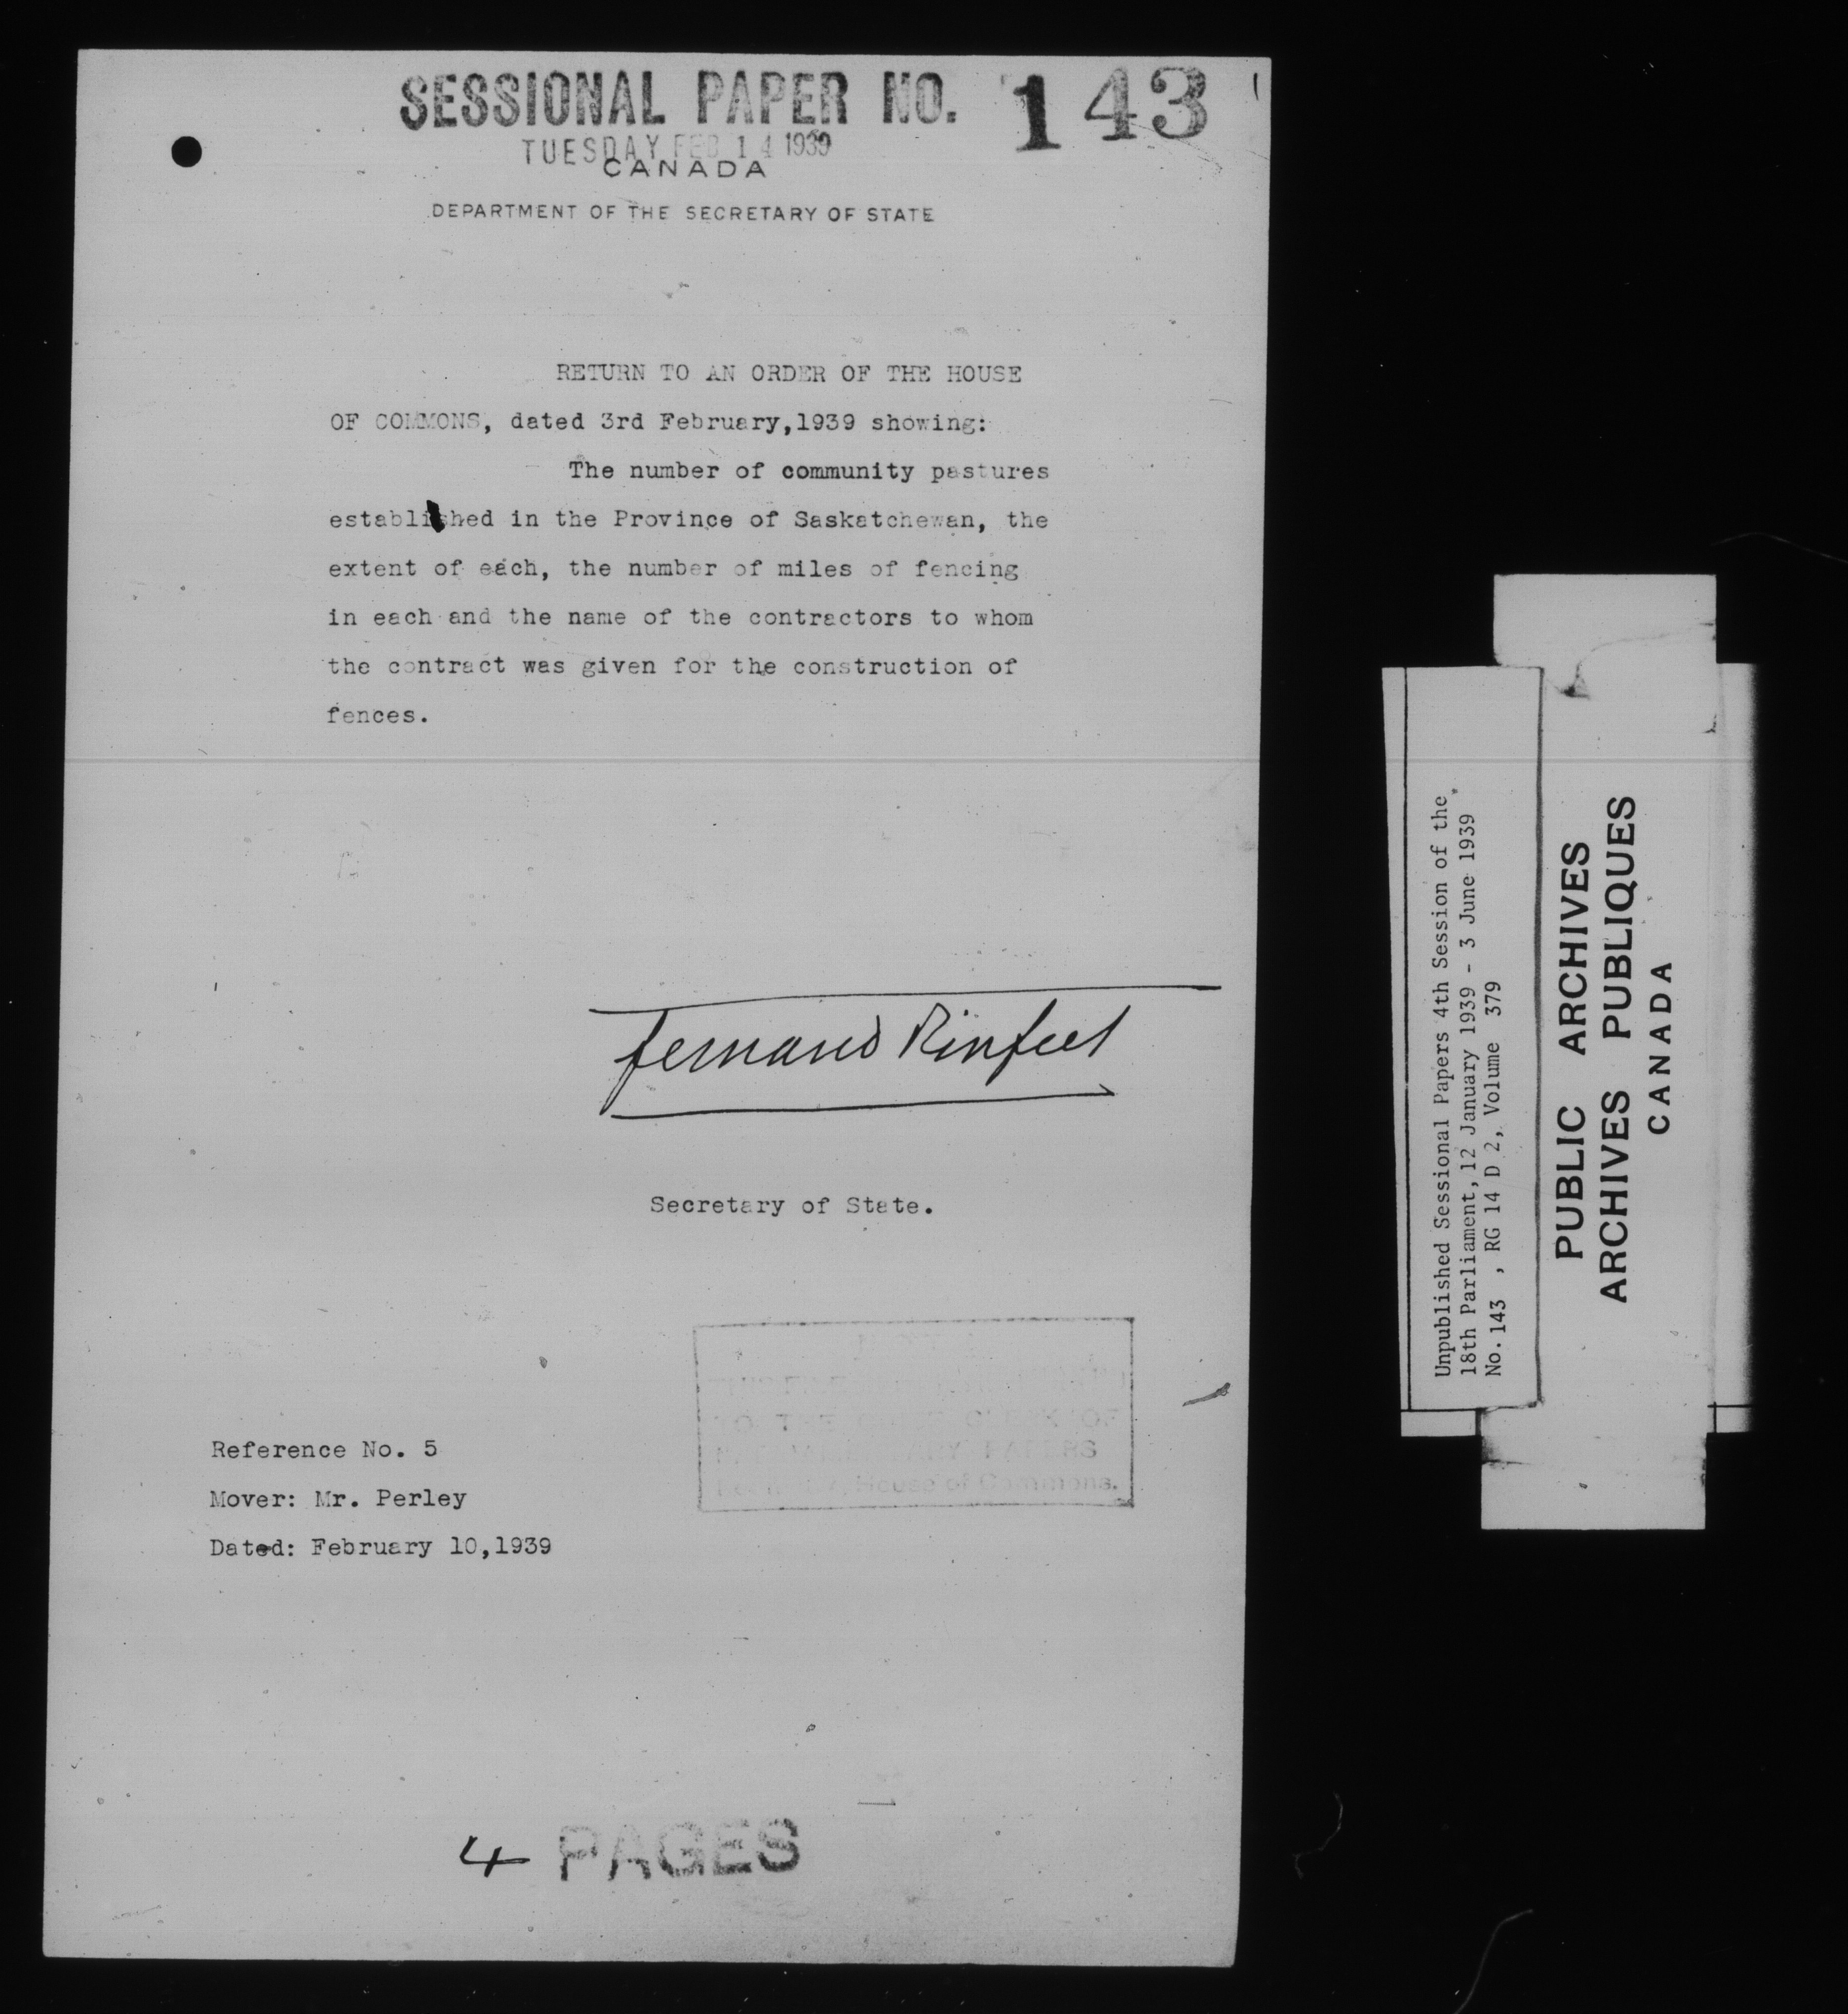 SESSIONAL PAPER NO. 143
TUESDAY FEB 14 1939
CANADA
DEPARTMENT OF THE SECRETARY OF STATE
RETURN TO AN ORDER OF THE HOUSE
OF COMMONS, dated 3rd February,1939 showing:
The number of community pastures
established in the Province of Saskatchewan, the
extent of each, the number of miles of fencing
in each and the name of the contractors to whom
the contract was given for the construction of
fences.
Fernand Rinfret
Secretary of State.
TO THE CLERK OF
PAPERS
House of Commons.
Reference No. 5
Mover: Mr. Perley
Dated: February 10,1939
4 PAGES
Unpublished Sessional Papers 4th Session of the
18th Parliament, 12 January 1939 - 3 June 1939
No. 143 , RG 14 D 2, Volume 379
PUBLIC ARCHIVES
ARCHIVES PUBLIQUES
CANADA